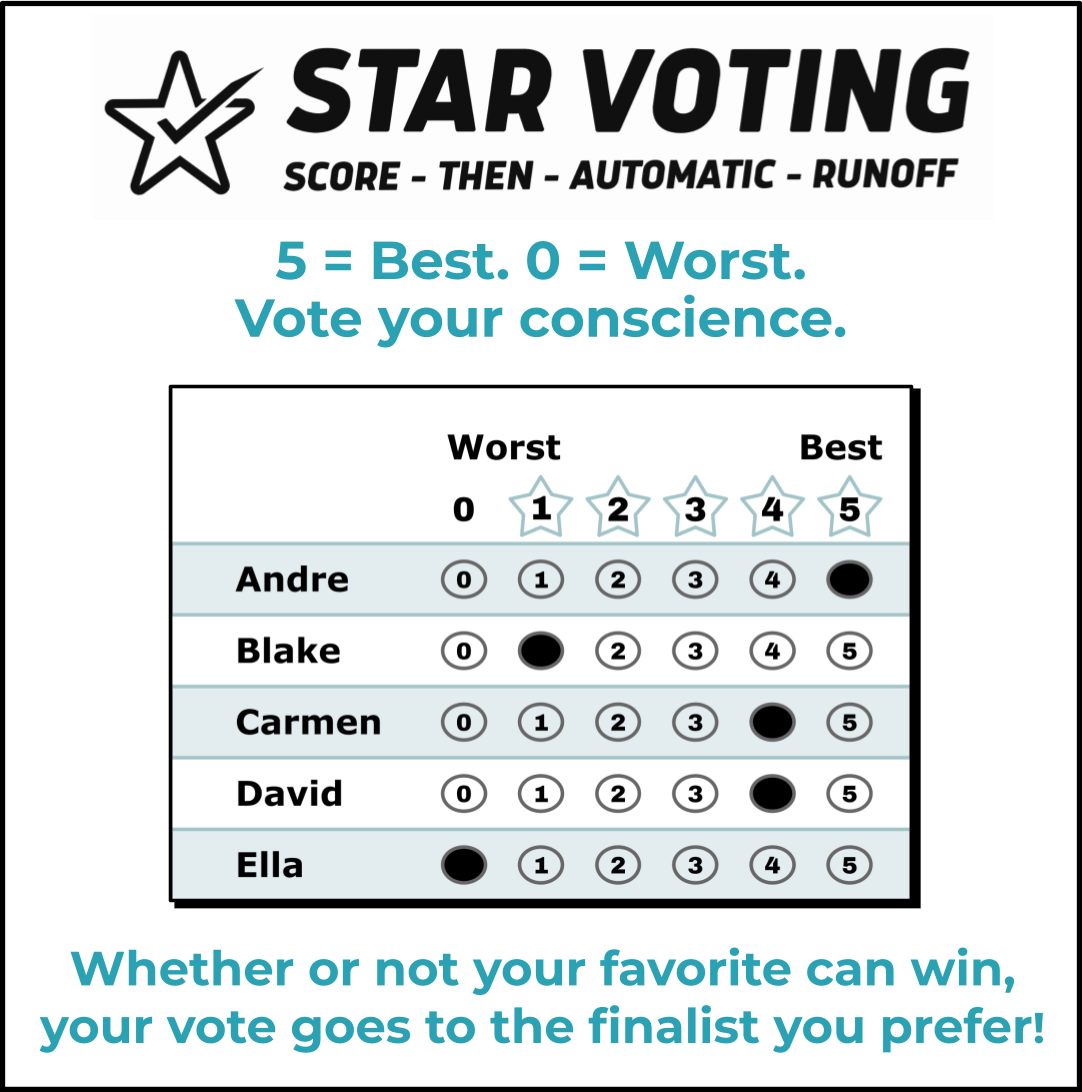 STAR VOTING
SCORE - THEN - AUTOMATIC - RUNOFF
5 = Best. 0 = Worst.
Vote your conscience.
Worst Best
0 1 2 3 4 5
Andre 0 1 2 3 4
Blake 0 2 3 4 5
Carmen 0 1 2 3 5
David 0 1 2 3 5
Ella 1 2 3 4 5
Whether or not your favorite can win,
your vote goes to the finalist you prefer!